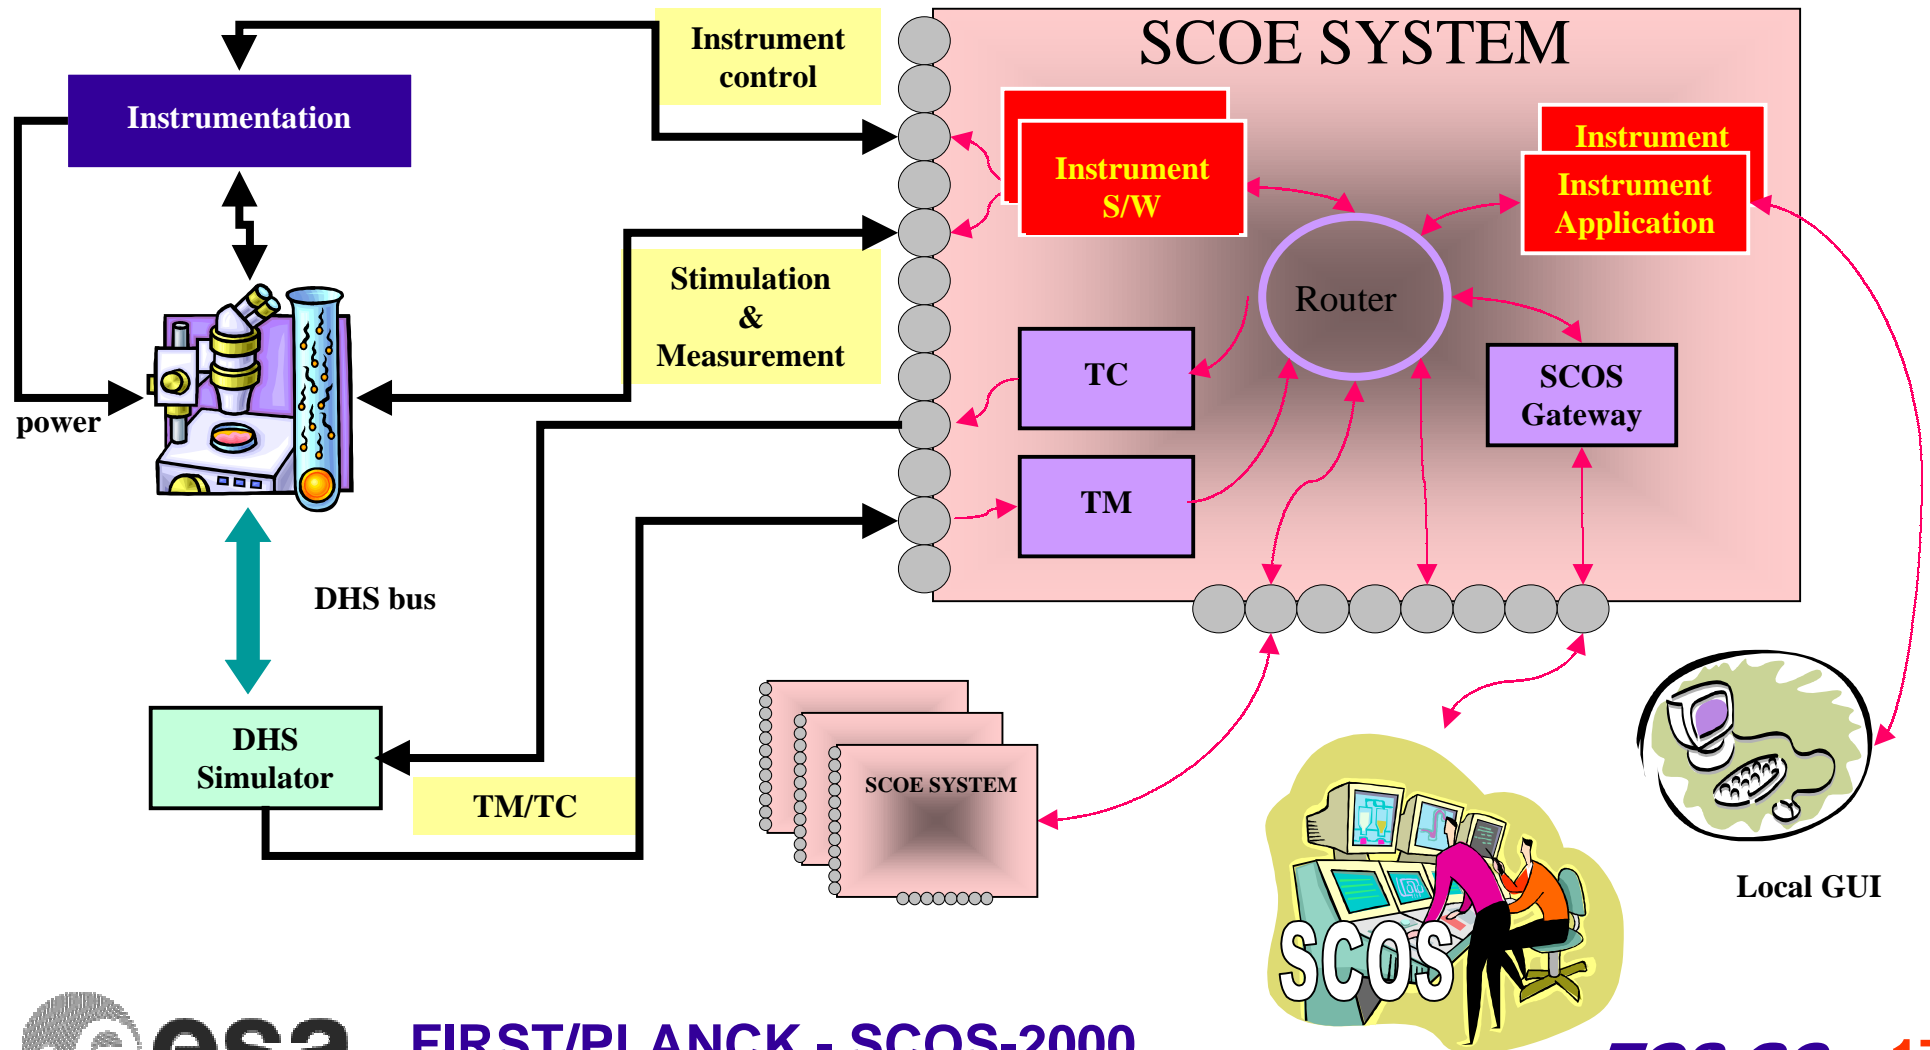 SCOE SYSTEM
Instrument
control
Instrumentation
Instrument
S/W
Instrument
Instrument
Application
Stimulation
&
Measurement
Router
TC
SCOS
Gateway
power
TM
DHS bus
DHS
Simulator
TM/TC
SCOE SYSTEM
Local GUI
SCOS
esa
FIRST/PLANCK - SCOS-2000